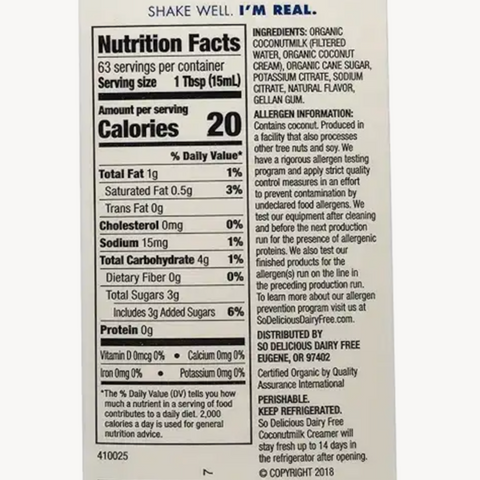 SHAKE WELL. I'M REAL.
Nutrition Facts
63 servings per container
Serving size 1 Tbsp (15mL)
Amount per serving
Calories 20
% Daily Value*
Total Fat 1g 1%
Saturated Fat 0.5g 3%
Trans Fat 0g
Cholesterol 0mg 0%
Sodium 15mg 1%
Total Carbohydrate 4g 1%
Dietary Fiber 0g 0%
Total Sugars 3g
Includes 3g Added Sugars 6%
Protein 0g
Vitamin D 0mcg 0% • Calcium 0mg 0%
Iron 0mg 0% • Potassium 0mg 0%
*The % Daily Value (DV) tells you how
much a nutrient in a serving of food
contributes to a daily diet. 2,000
calories a day is used for general
nutrition advice.
410025
7
INGREDIENTS: ORGANIC
COCONUTMILK (FILTERED
WATER, ORGANIC COCONUT
CREAM), ORGANIC CANE SUGAR,
POTASSIUM CITRATE, SODIUM
CITRATE, NATURAL FLAVOR,
GELLAN GUM.
ALLERGEN INFORMATION:
Contains coconut. Produced in
a facility that also processes
other tree nuts and soy. We
have a rigorous allergen testing
program and apply strict quality
control measures in an effort
to prevent contamination by
undeclared food allergens. We
test our equipment after cleaning
and before the next production
run for the presence of allergenic
proteins. We also test our
finished products for the
allergen(s) run on the line in
the preceding production run.
To learn more about our allergen
prevention program visit us at
SoDeliciousDairyFree.com.
DISTRIBUTED BY
SO DELICIOUS DAIRY FREE
EUGENE, OR 97402
Certified Organic by Quality
Assurance International
PERISHABLE.
KEEP REFRIGERATED.
So Delicious Dairy Free
Coconutmilk Creamer will
stay fresh up to 14 days in
the refrigerator after opening.
© COPYRIGHT 2018